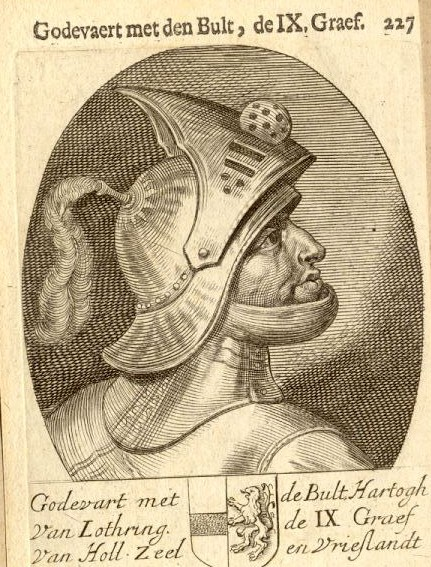 Godevaert met den Bult, de IX. Graef. 227
Godevart met de Bult, Hartogh
Van Lothring. de IX Graef
Van Holl. Zeel en Vrieslandt